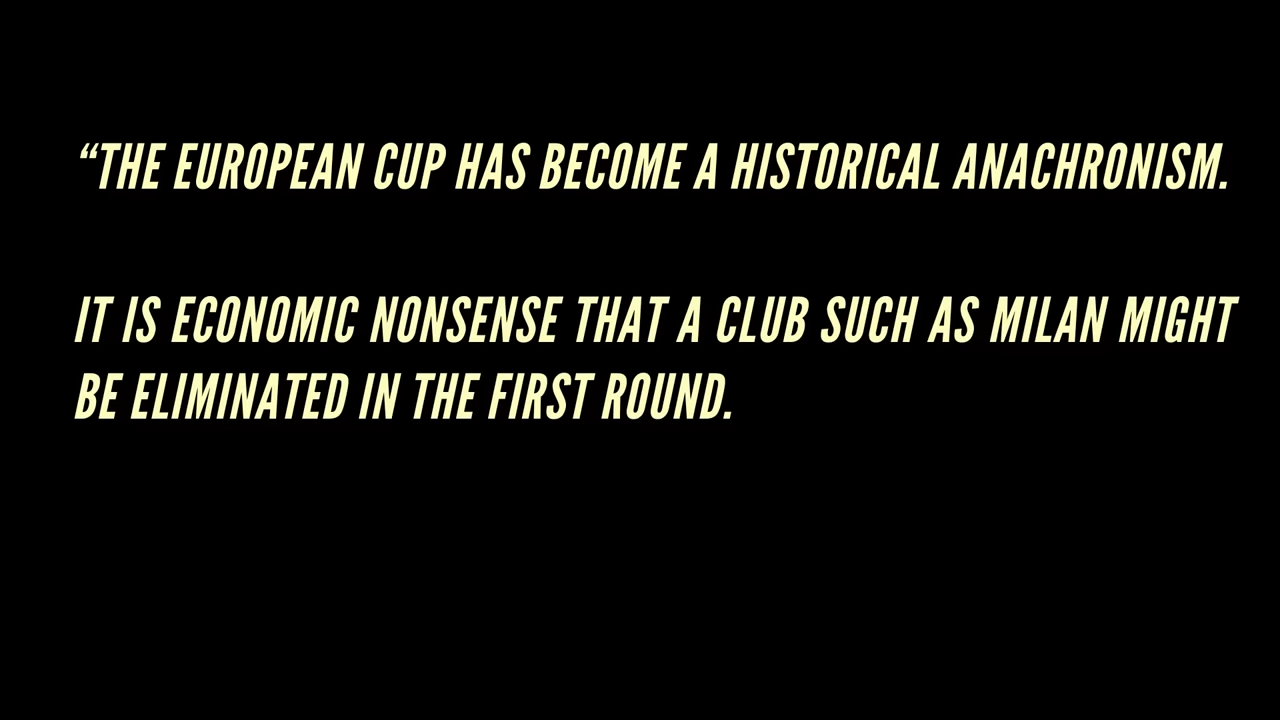 “THE EUROPEAN CUP HAS BECOME A HISTORICAL ANACHRONISM.
IT IS ECONOMIC NONSENSE THAT A CLUB SUCH AS MILAN MIGHT
BE ELIMINATED IN THE FIRST ROUND.